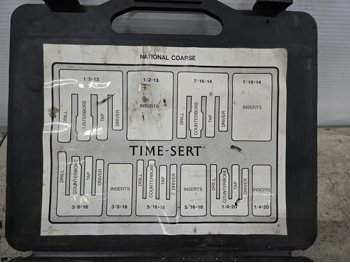 NATIONAL COARSE
1/2-13 1/2-13 7/16-14 7/16-14
DRILL COUNTERBORE TAP DRIVER INSERTS DRILL COUNTERBORE TAP DRIVER INSERTS
TIME-SERT®
DRILL COUNTERBORE TAP DRIVER INSERTS DRILL COUNTERBORE TAP DRIVER INSERTS DRILL COUNTERBORE TAP DRIVER INSERTS
3/8-16 3/8-16 5/16-18 5/16-18 1/4-20 1/4-20